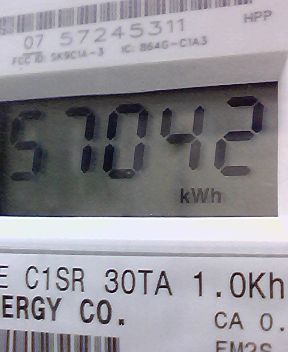 HPP
07 57245311
FCC ID: SK9C1A-3 IC: 864G-C1A3
57042
kWh
E C1SR 30TA 1.0Kh
ERGY CO.
CA 0.
EM2S